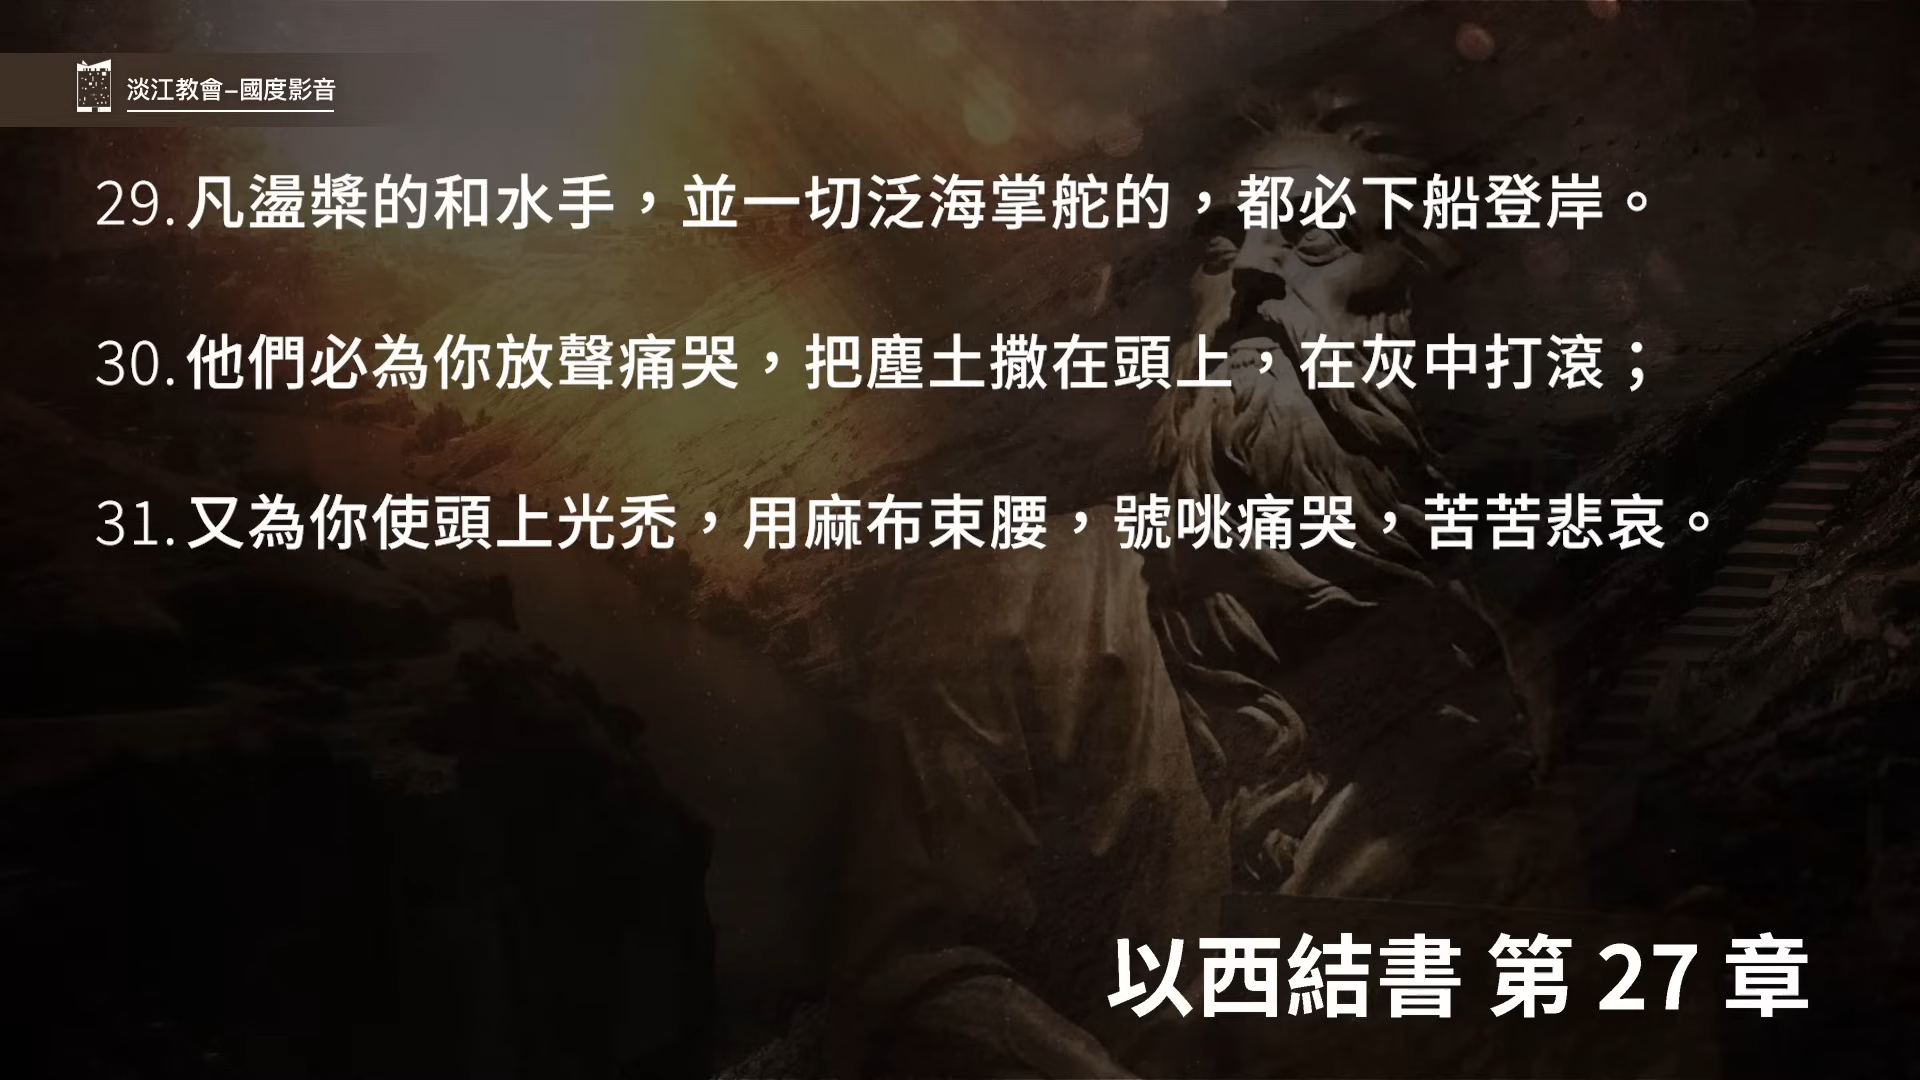 淡江教會–國度影音
29.凡盪槳的和水手，並一切泛海掌舵的，都必下船登岸。
30.他們必為你放聲痛哭，把塵土撒在頭上，在灰中打滾；
31.又為你使頭上光禿，用麻布束腰，號咷痛哭，苦苦悲哀。
以西結書 第 27 章